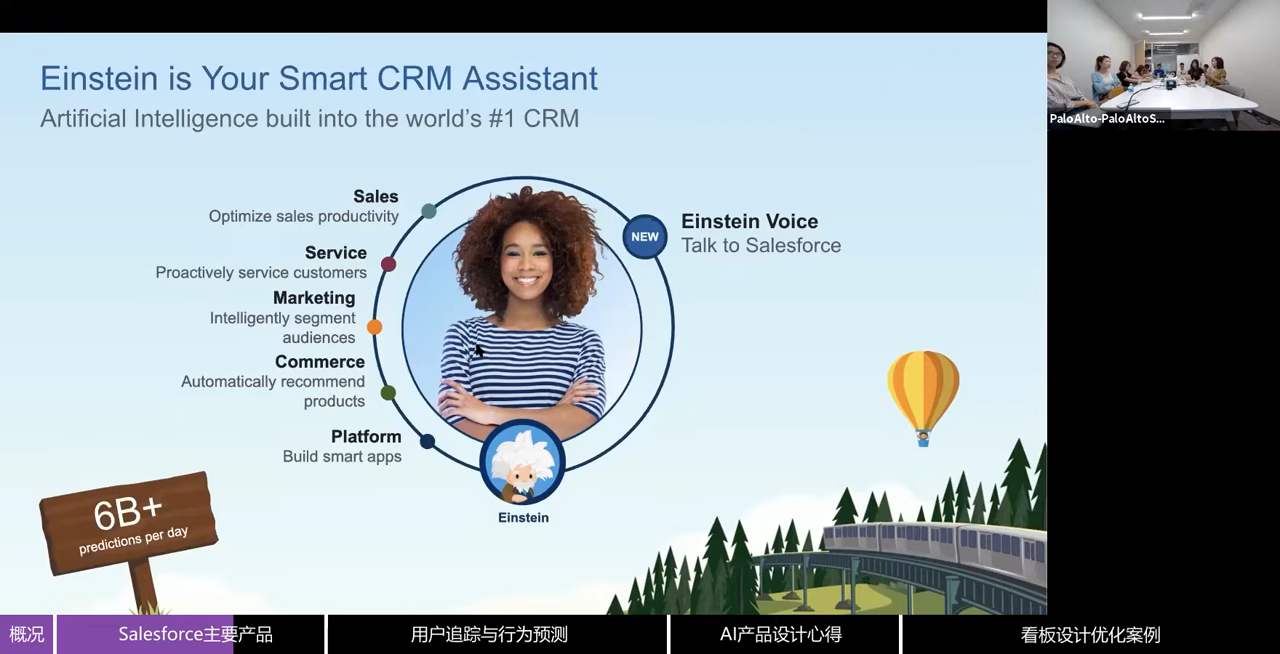 Einstein is Your Smart CRM Assistant
Artificial Intelligence built into the world's #1 CRM
PaloAlto-PaloAltoS...
Sales
Optimize sales productivity
Service
Proactively service customers
Marketing
Intelligently segment
audiences
Commerce
Automatically recommend
products
Platform
Build smart apps
NEW
Einstein Voice
Talk to Salesforce
Einstein
6B+
predictions per day
概况
Salesforce主要产品
用户追踪与行为预测
AI产品设计心得
看板设计优化案例